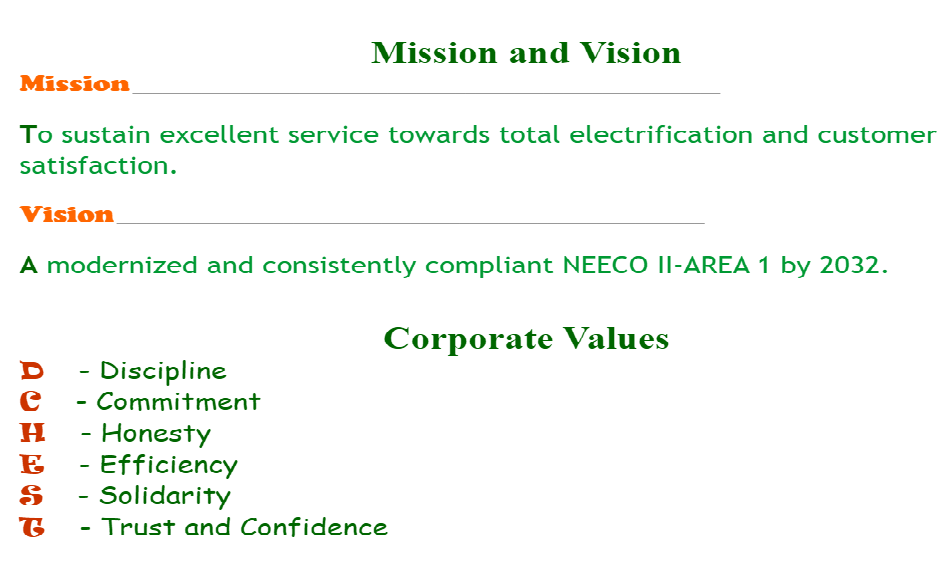 Mission and Vision
Mission
To sustain excellent service towards total electrification and customer
satisfaction.
Vision
A modernized and consistently compliant NEECO II-AREA 1 by 2032.
Corporate Values
D - Discipline
C - Commitment
H - Honesty
E - Efficiency
S - Solidarity
T - Trust and Confidence